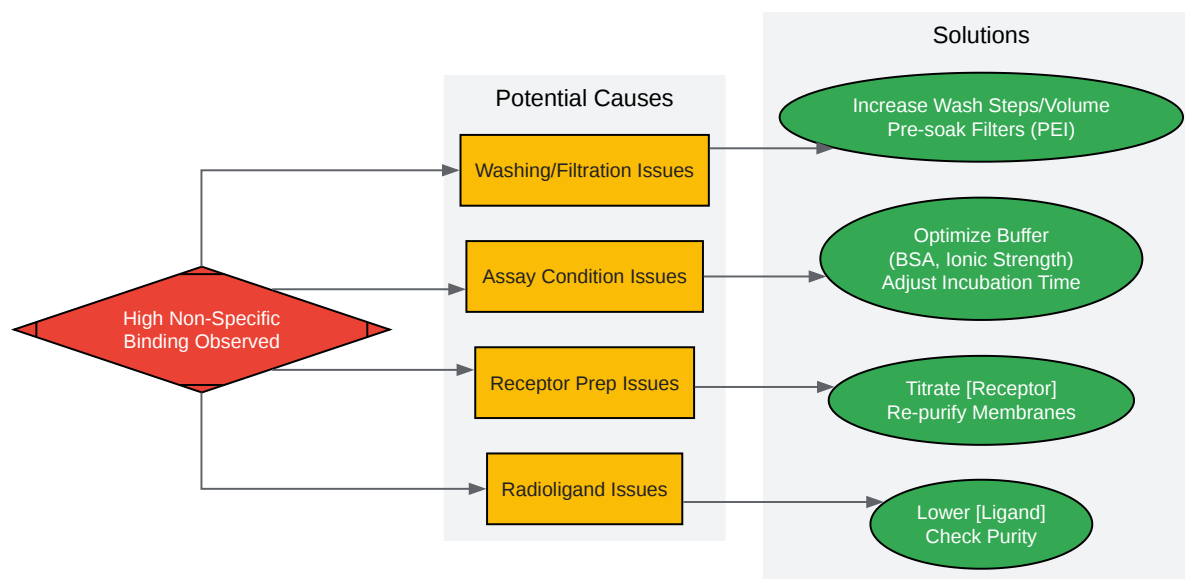 High Non-Specific
Binding Observed
Potential Causes
Washing/Filtration Issues
Assay Condition Issues
Receptor Prep Issues
Radioligand Issues
Solutions
Increase Wash Steps/Volume
Pre-soak Filters (PEI)
Optimize Buffer
(BSA, Ionic Strength)
Adjust Incubation Time
Titrate [Receptor]
Re-purify Membranes
Lower [Ligand]
Check Purity